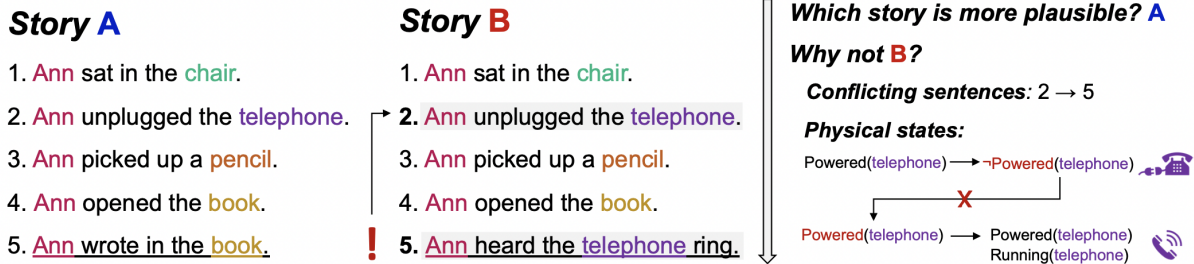 Story A
1. Ann sat in the chair.
2. Ann unplugged the telephone.
3. Ann picked up a pencil.
4. Ann opened the book.
5. Ann wrote in the book.
Story B
1. Ann sat in the chair.
2. Ann unplugged the telephone.
3. Ann picked up a pencil.
4. Ann opened the book.
! 5. Ann heard the telephone ring.
Which story is more plausible? A
Why not B?
Conflicting sentences: 2 → 5
Physical states:
Powered(telephone) → ¬Powered(telephone)
X
Powered(telephone) → Powered(telephone)
Running(telephone)